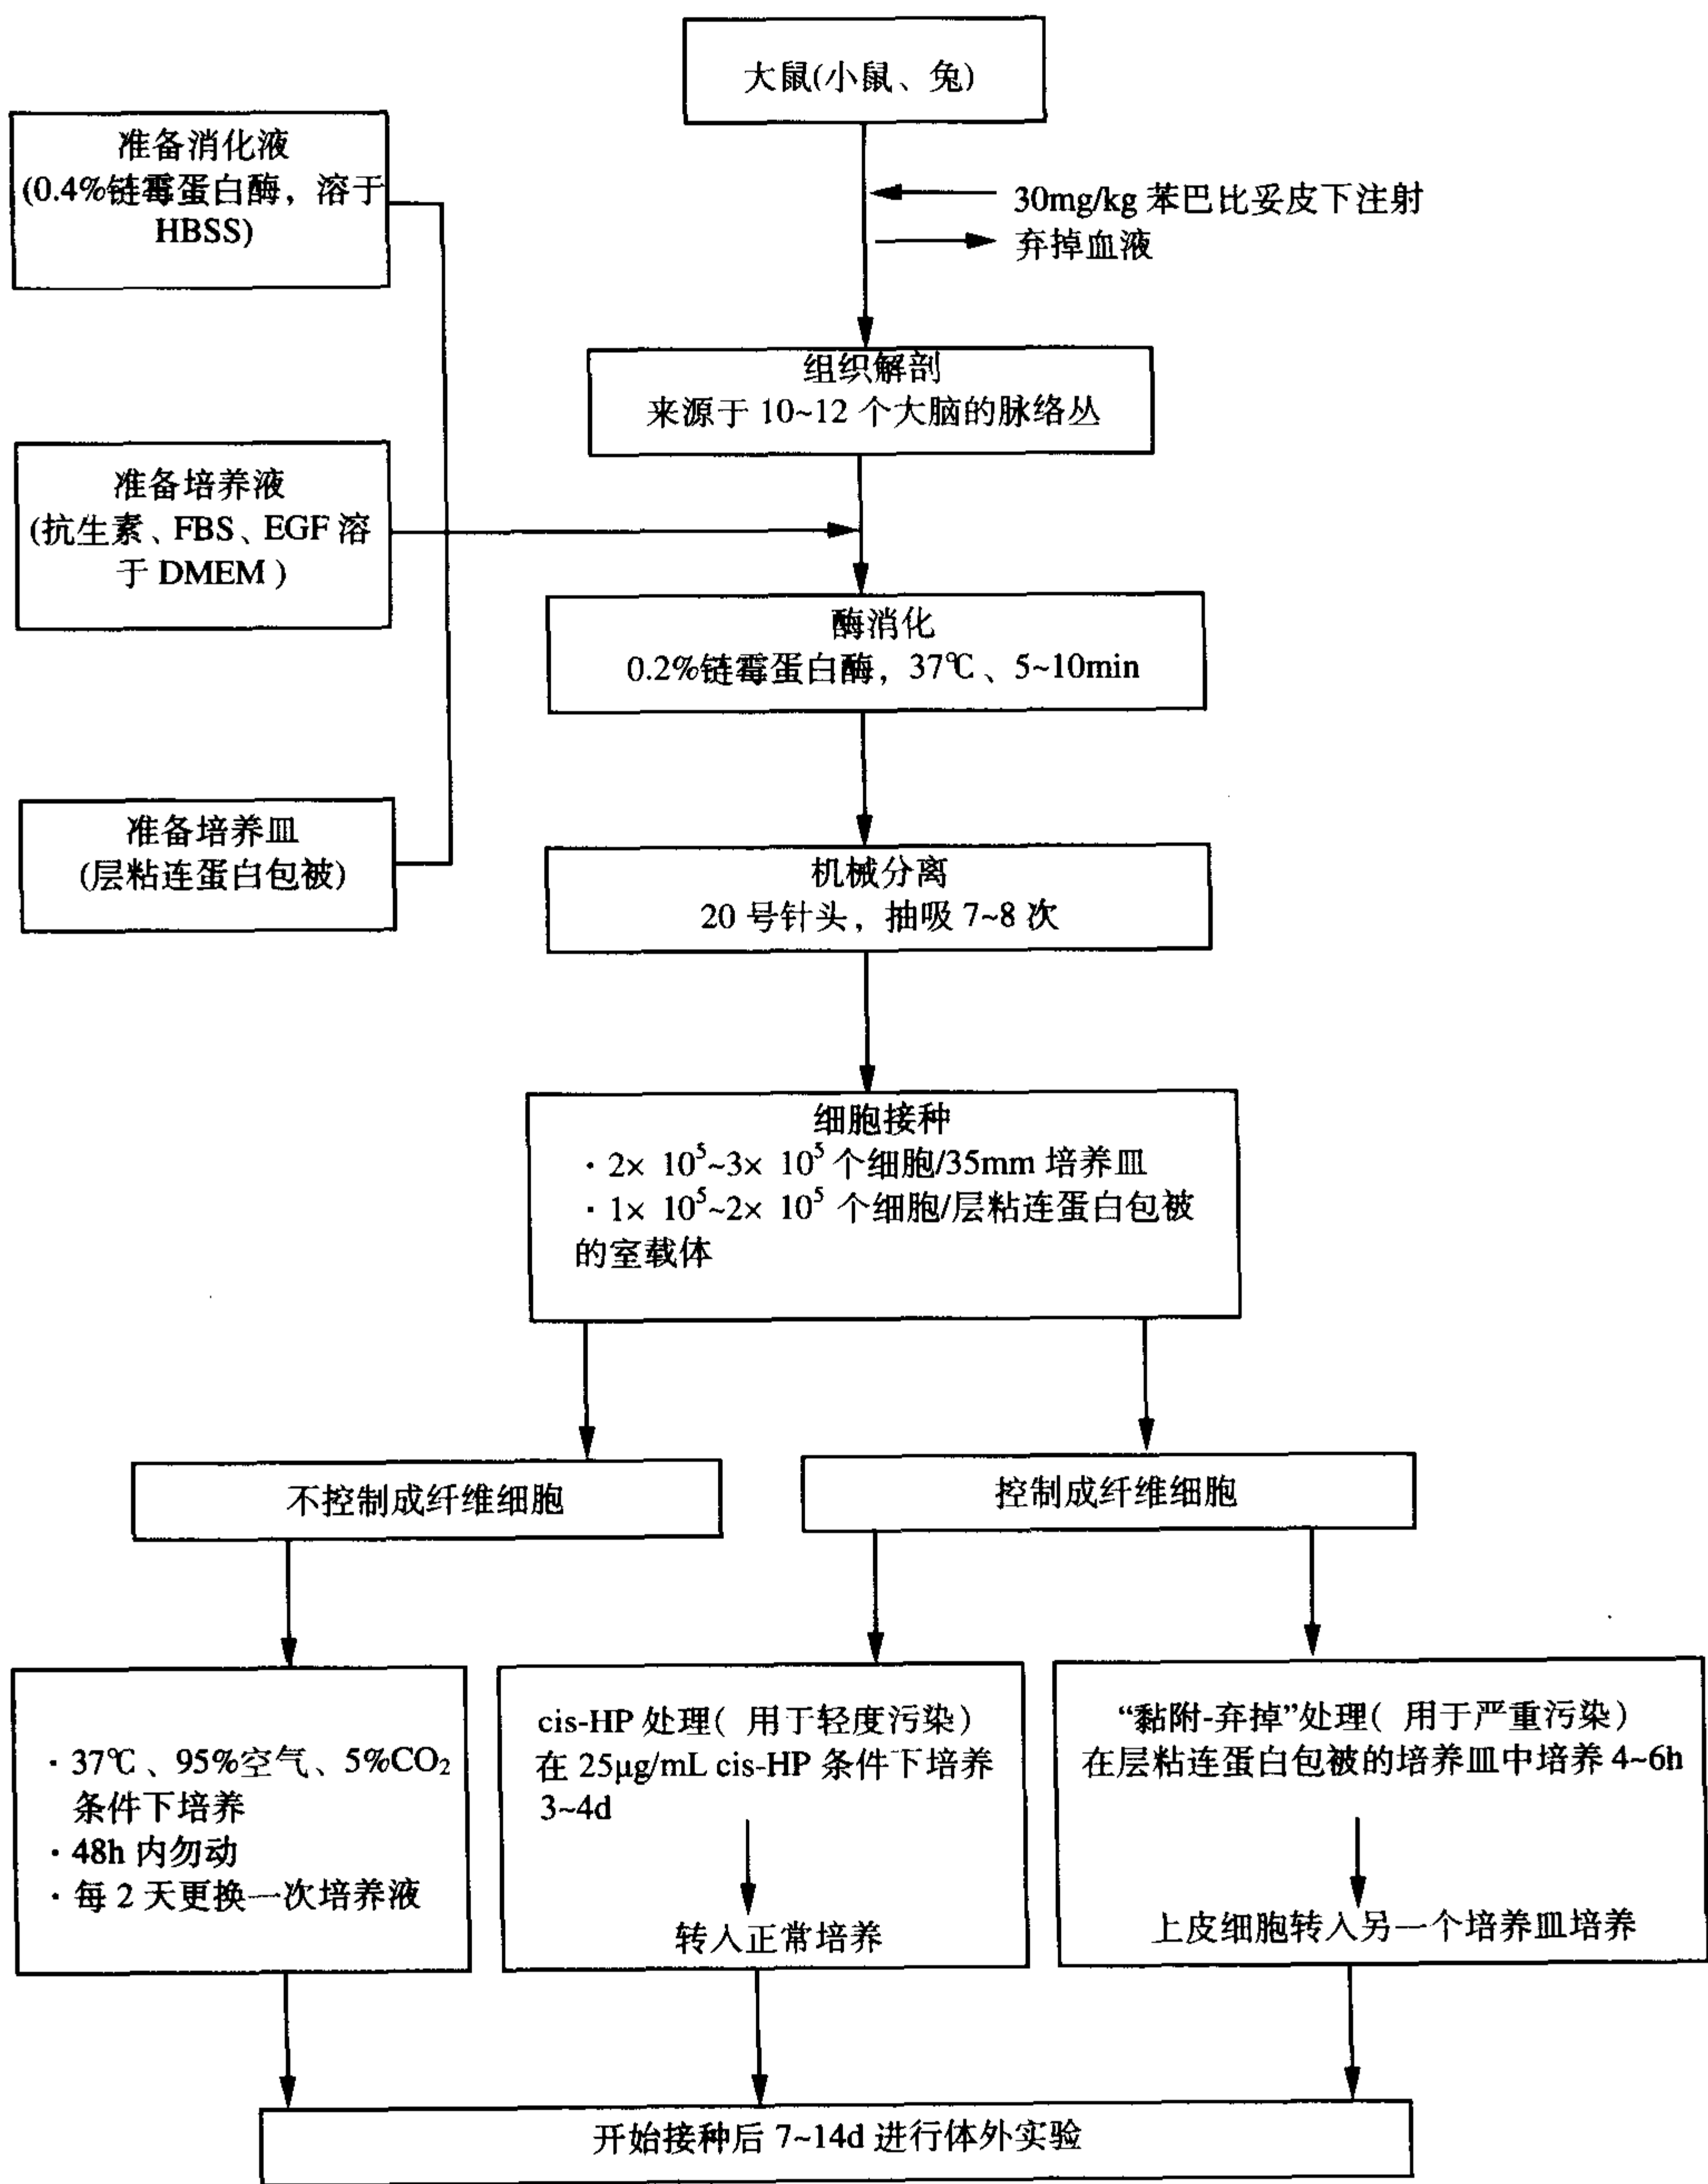 大鼠(小鼠、兔)
准备消化液
(0.4%链霉蛋白酶，溶于
HBSS)
30mg/kg 苯巴比妥皮下注射
弃掉血液
组织解剖
来源于 10~12 个大脑的脉络丛
准备培养液
(抗生素、FBS、EGF 溶
于 DMEM )
酶消化
0.2%链霉蛋白酶，37℃、5~10min
准备培养皿
(层粘连蛋白包被)
机械分离
20 号针头，抽吸 7~8 次
细胞接种
· 2× 10⁵~3× 10⁵ 个细胞/35mm 培养皿
· 1× 10⁵~2× 10⁵ 个细胞/层粘连蛋白包被
的室载体
不控制成纤维细胞
控制成纤维细胞
· 37℃、95%空气、5%CO₂
条件下培养
· 48h 内勿动
· 每 2 天更换一次培养液
cis-HP 处理( 用于轻度污染)
在 25μg/mL cis-HP 条件下培养
3~4d
转入正常培养
“黏附-弃掉”处理( 用于严重污染)
在层粘连蛋白包被的培养皿中培养 4~6h
上皮细胞转入另一个培养皿培养
开始接种后 7~14d 进行体外实验